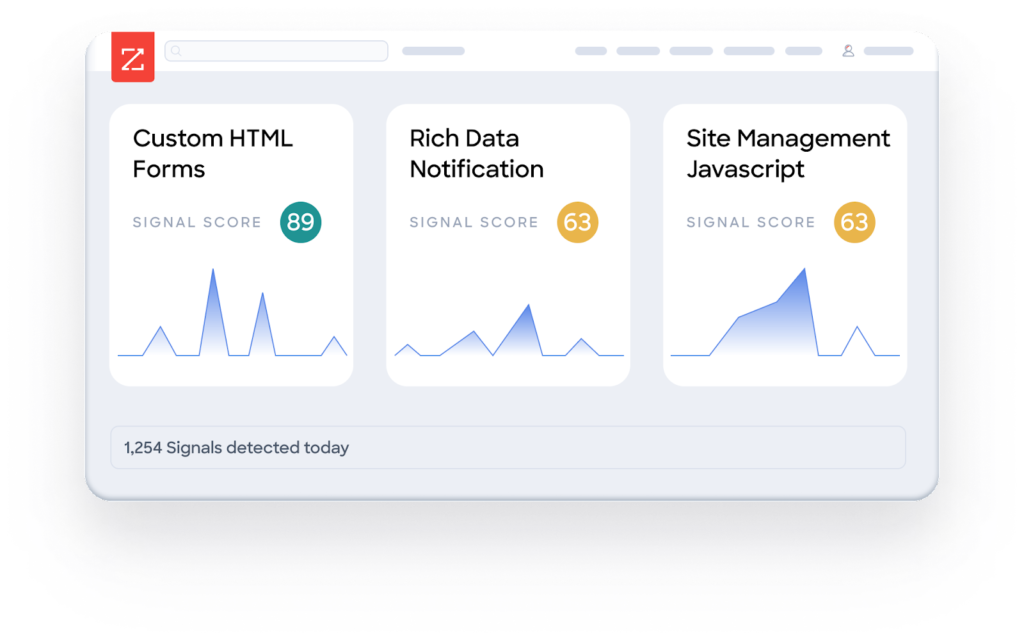 Custom HTML
Forms
SIGNAL SCORE 89
Rich Data
Notification
SIGNAL SCORE 63
Site Management
Javascript
SIGNAL SCORE 63
1,254 Signals detected today